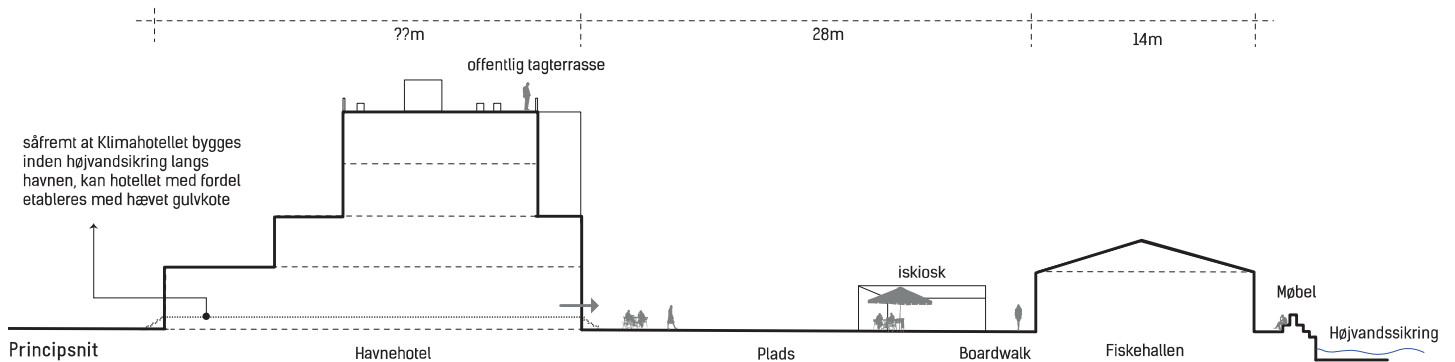 ??m
28m
14m
offentlig tagterrasse
såfremt at Klimahotellet bygges
inden højvandsikring langs
havnen, kan hotellet med fordel
etableres med hævet gulvkote
iskiosk
Møbel
Højvandssikring
Principsnit
Havnehotel
Plads
Boardwalk
Fiskehallen